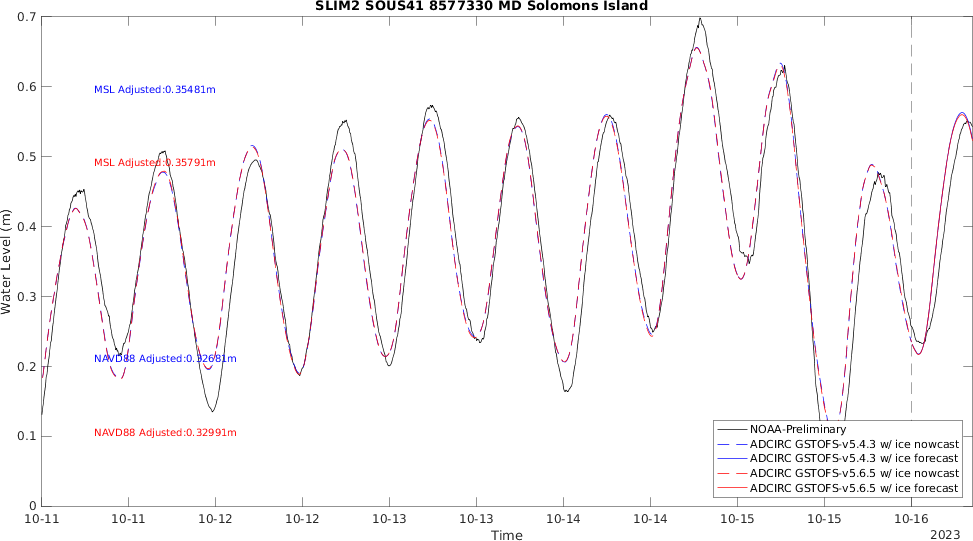 SLIM2 SOUS41 8577330 MD Solomons Island
Water Level (m)
0.7
0.6
0.5
0.4
0.3
0.2
0.1
0
MSL Adjusted:0.35481m
MSL Adjusted:0.35791m
NAVD88 Adjusted:0.32681m
NAVD88 Adjusted:0.32991m
NOAA-Preliminary
ADCIRC GSTOFS-v5.4.3 w/ ice nowcast
ADCIRC GSTOFS-v5.4.3 w/ ice forecast
ADCIRC GSTOFS-v5.6.5 w/ ice nowcast
ADCIRC GSTOFS-v5.6.5 w/ ice forecast
10-11 10-11 10-12 10-12 10-13 10-13 10-14 10-14 10-15 10-15 10-16
Time
2023